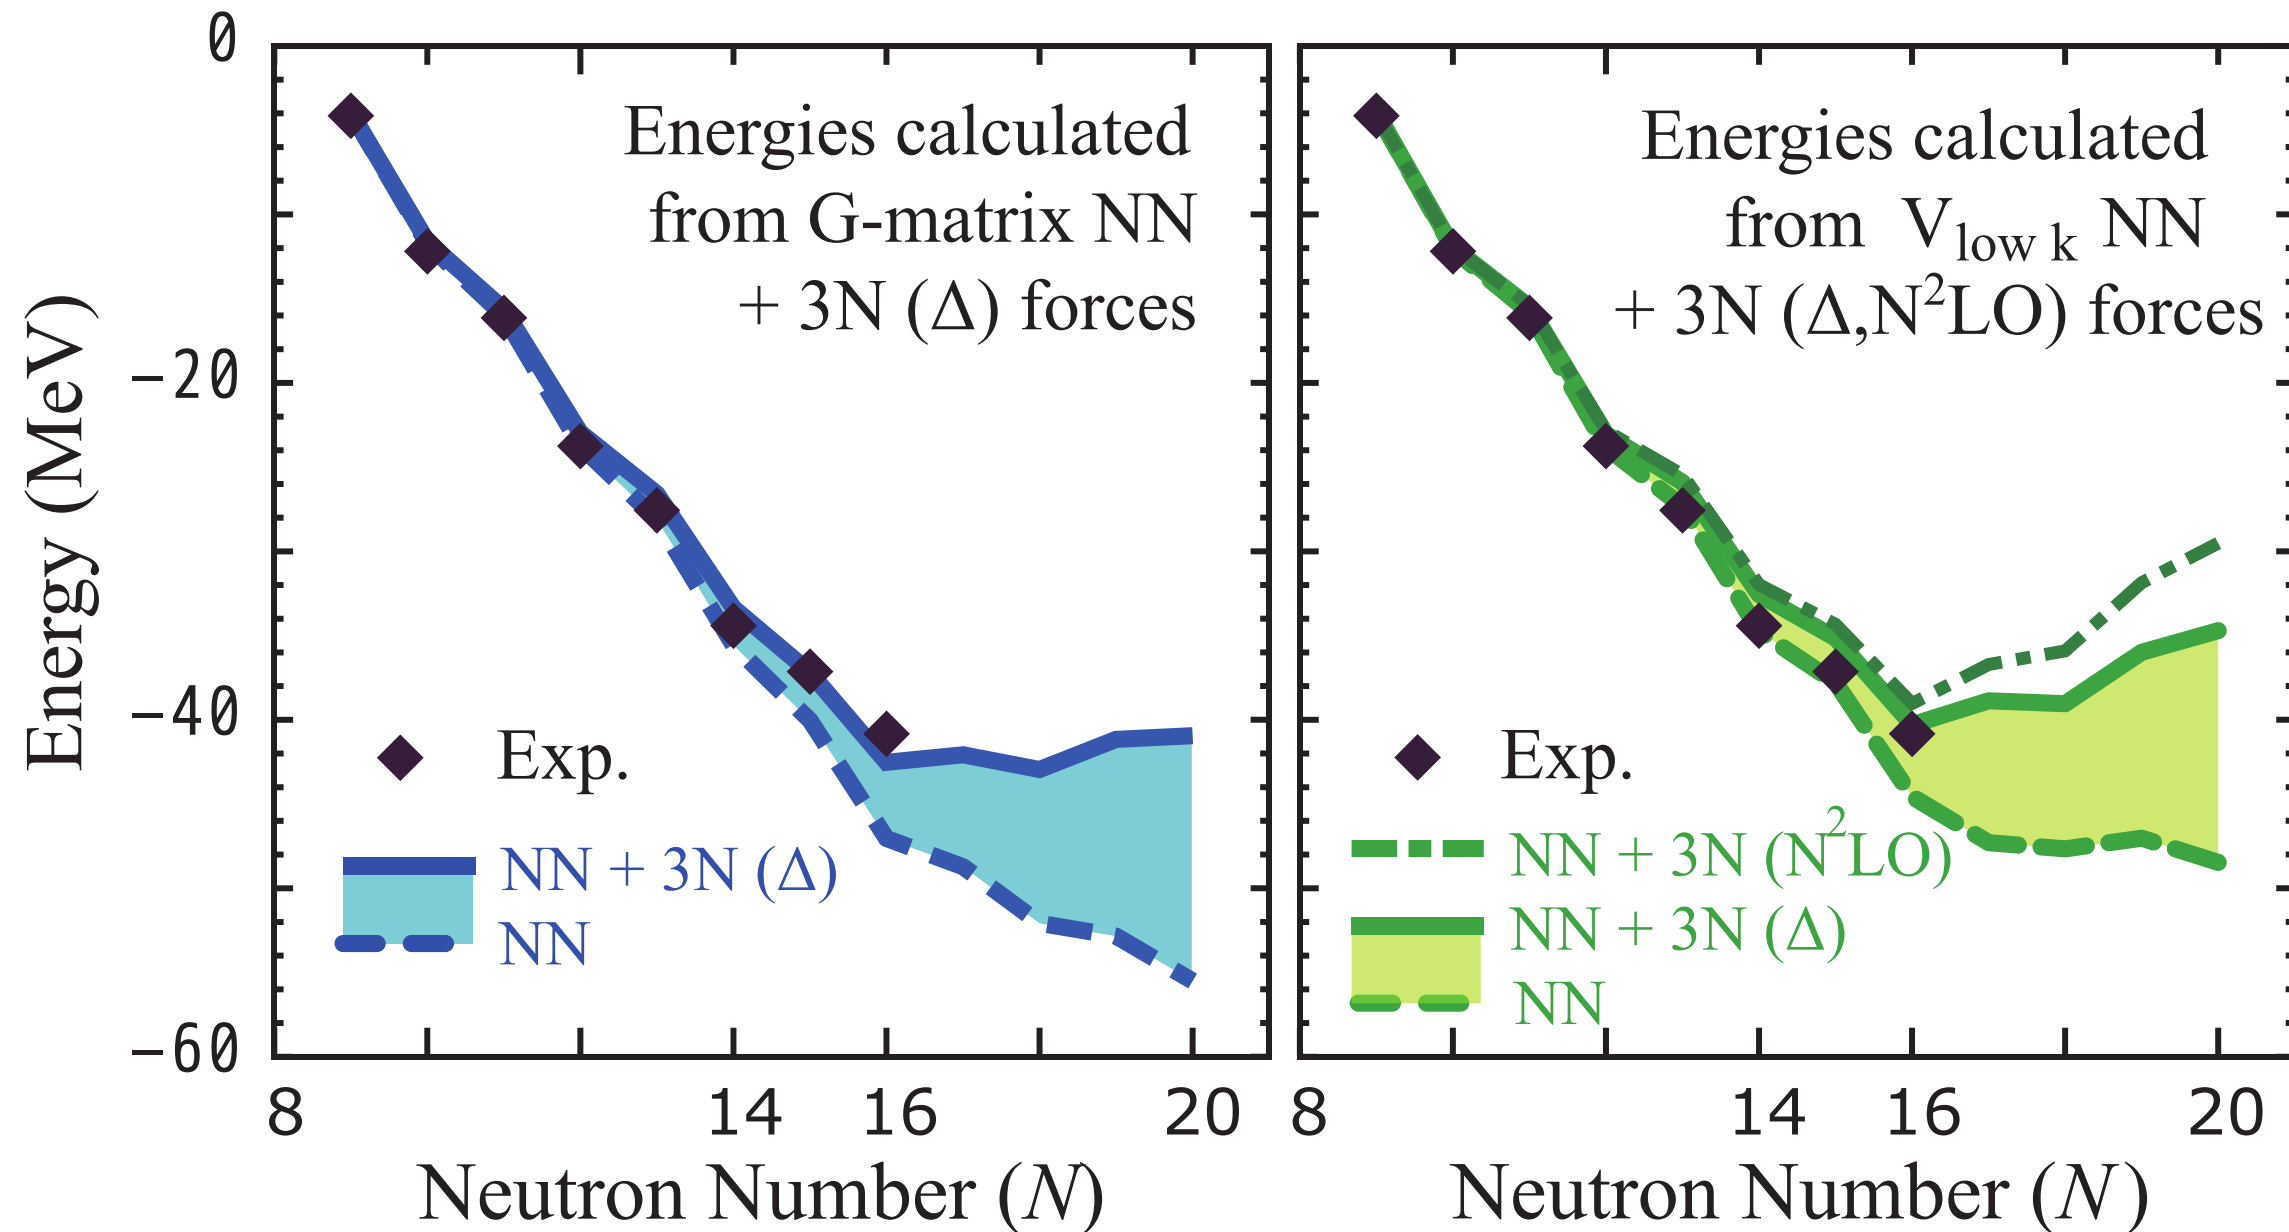 Energy (MeV)
0
−20
−40
−60
Energies calculated
from G-matrix NN
+ 3N (Δ) forces
Exp.
NN + 3N (Δ)
NN
8
14
16
20
Neutron Number (N)
Energies calculated
from V low k NN
+ 3N (Δ,N²LO) forces
Exp.
NN + 3N (N²LO)
NN + 3N (Δ)
NN
8
14
16
20
Neutron Number (N)